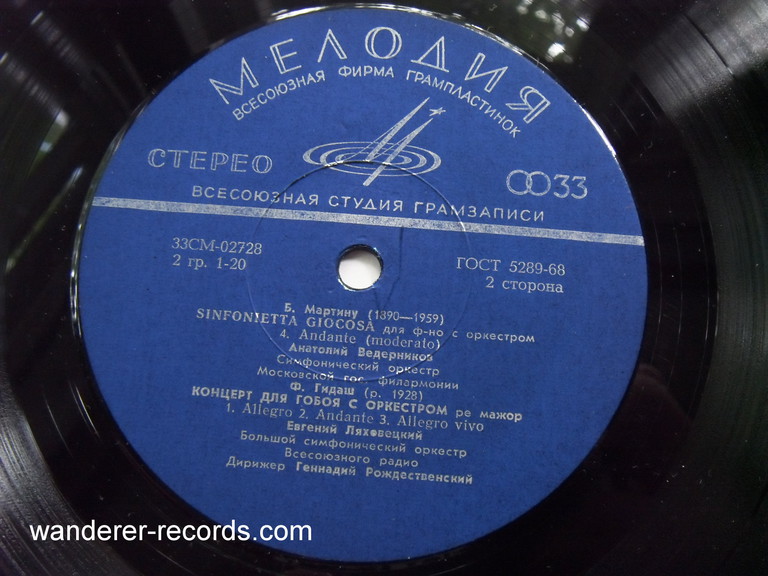 МЕЛОДИЯ
ВСЕСОЮЗНАЯ ФИРМА ГРАМПЛАСТИНОК
СТЕРЕО
33
ВСЕСОЮЗНАЯ СТУДИЯ ГРАМЗАПИСИ
33СМ-02728
2 гр. 1-20
ГОСТ 5289-68
2 сторона
Б. Мартину (1890—1959)
SINFONIETTA GIOCOSA для ф-но с оркестром
4. Andante (moderato)
Анатолий Ведерников
Симфонический оркестр
Московской гос. филармонии
Ф. Гидаш (р. 1928)
КОНЦЕРТ ДЛЯ ГОБОЯ С ОРКЕСТРОМ ре мажор
1. Allegro 2. Andante 3. Allegro vivo
Евгений Ляховецкий
Большой симфонический оркестр
Всесоюзного радио
Дирижер Геннадий Рождественский
wanderer-records.com